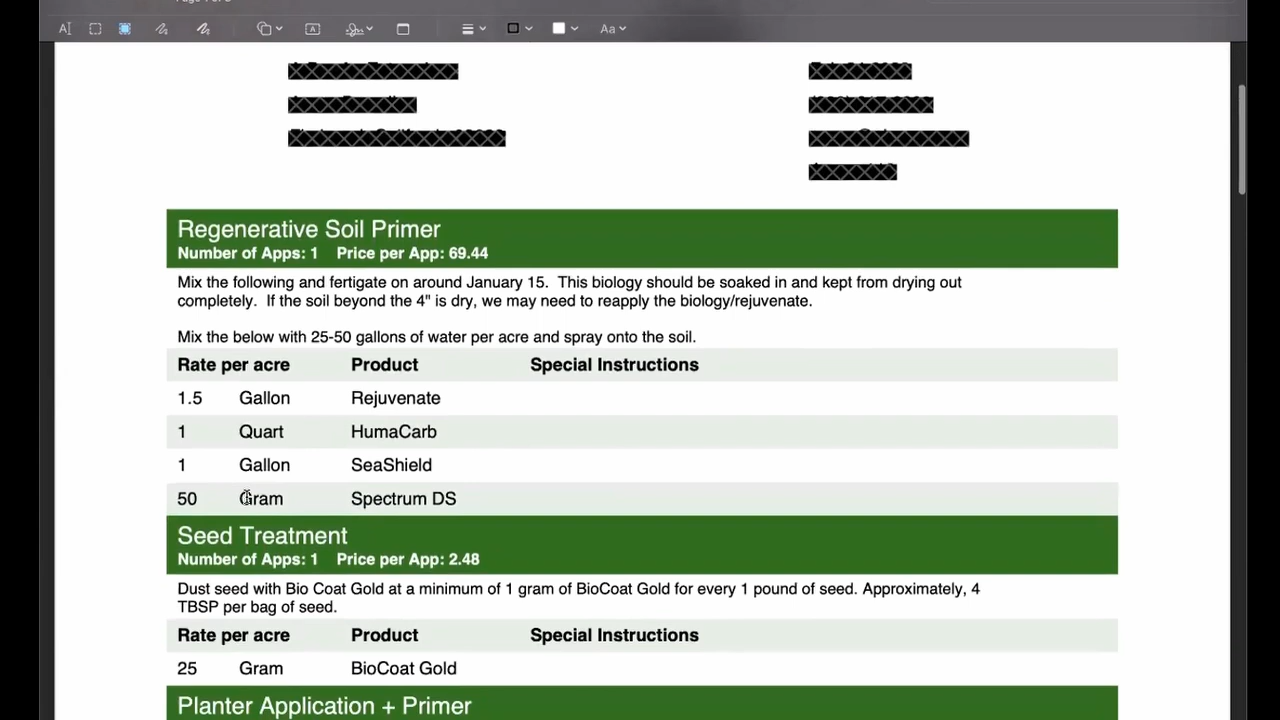 Aa
Regenerative Soil Primer
Number of Apps: 1 Price per App: 69.44
Mix the following and fertigate on around January 15. This biology should be soaked in and kept from drying out
completely. If the soil beyond the 4" is dry, we may need to reapply the biology/rejuvenate.
Mix the below with 25-50 gallons of water per acre and spray onto the soil.
Rate per acre Product Special Instructions
1.5 Gallon Rejuvenate
1 Quart HumaCarb
1 Gallon SeaShield
50 Gram Spectrum DS
Seed Treatment
Number of Apps: 1 Price per App: 2.48
Dust seed with Bio Coat Gold at a minimum of 1 gram of BioCoat Gold for every 1 pound of seed. Approximately, 4
TBSP per bag of seed.
Rate per acre Product Special Instructions
25 Gram BioCoat Gold
Planter Application + Primer